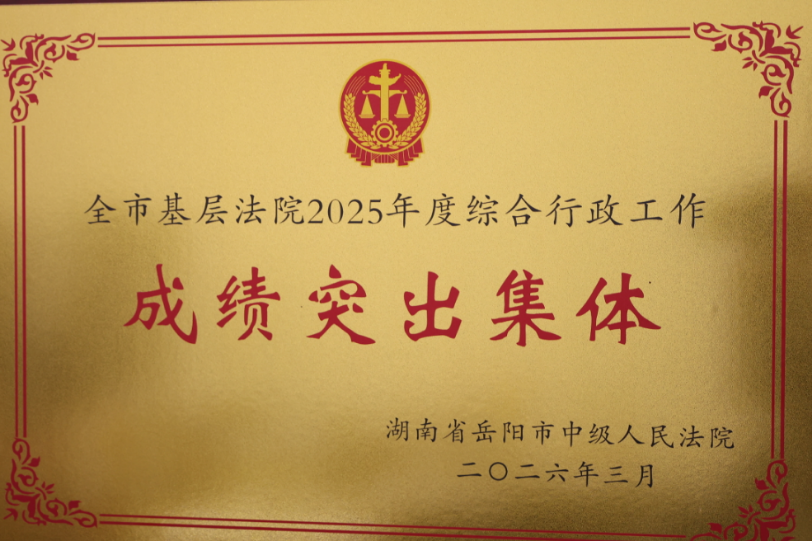 全市基层法院2025年度综合行政工作
成绩突出集体
湖南省岳阳市中级人民法院
二〇二六年三月